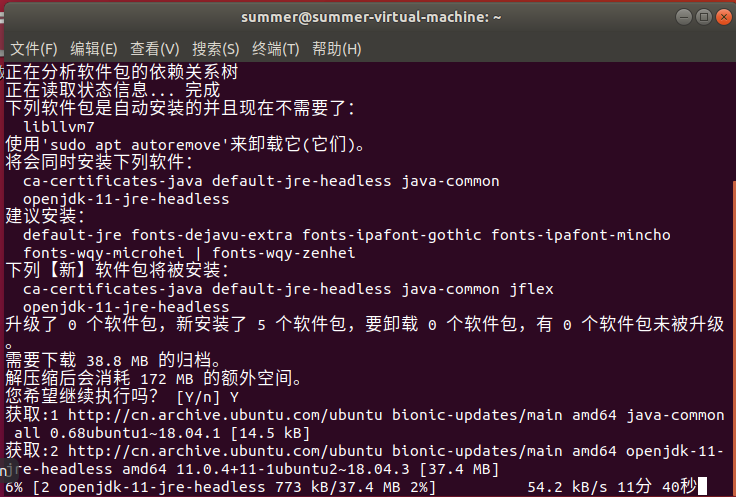 summer@summer-virtual-machine: ~
文件(F) 编辑(E) 查看(V) 搜索(S) 终端(T) 帮助(H)
正在分析软件包的依赖关系树
正在读取状态信息... 完成
下列软件包是自动安装的并且现在不需要了：
libllvm7
使用'sudo apt autoremove'来卸载它(它们)。
将会同时安装下列软件：
ca-certificates-java default-jre-headless java-common
openjdk-11-jre-headless
建议安装：
default-jre fonts-dejavu-extra fonts-ipafont-gothic fonts-ipafont-mincho
fonts-wqy-microhei | fonts-wqy-zenhei
下列【新】软件包将被安装：
ca-certificates-java default-jre-headless java-common jflex
openjdk-11-jre-headless
升级了 0 个软件包，新安装了 5 个软件包，要卸载 0 个软件包，有 0 个软件包未被升级
。
需要下载 38.8 MB 的归档。
解压缩后会消耗 172 MB 的额外空间。
您希望继续执行吗？ [Y/n] Y
获取:1 http://cn.archive.ubuntu.com/ubuntu bionic-updates/main amd64 java-common
all 0.68ubuntu1~18.04.1 [14.5 kB]
获取:2 http://cn.archive.ubuntu.com/ubuntu bionic-updates/main amd64 openjdk-11-
jre-headless amd64 11.0.4+11-1ubuntu2~18.04.3 [37.4 MB]
6% [2 openjdk-11-jre-headless 773 kB/37.4 MB 2%] 54.2 kB/s 11分 40秒